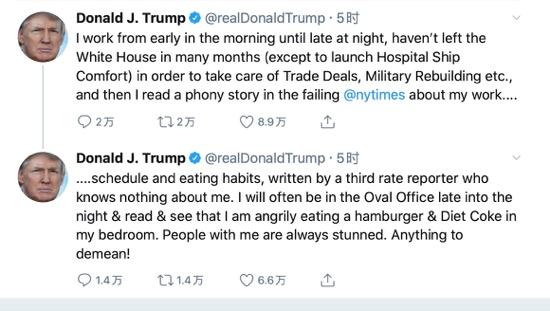 Donald J. Trump @realDonaldTrump · 5时
I work from early in the morning until late at night, haven't left the
White House in many months (except to launch Hospital Ship
Comfort) in order to take care of Trade Deals, Military Rebuilding etc.,
and then I read a phony story in the failing @nytimes about my work....
2万 2万 8.9万
Donald J. Trump @realDonaldTrump · 5时
....schedule and eating habits, written by a third rate reporter who
knows nothing about me. I will often be in the Oval Office late into the
night & read & see that I am angrily eating a hamburger & Diet Coke in
my bedroom. People with me are always stunned. Anything to
demean!
1.4万 1.4万 6.6万